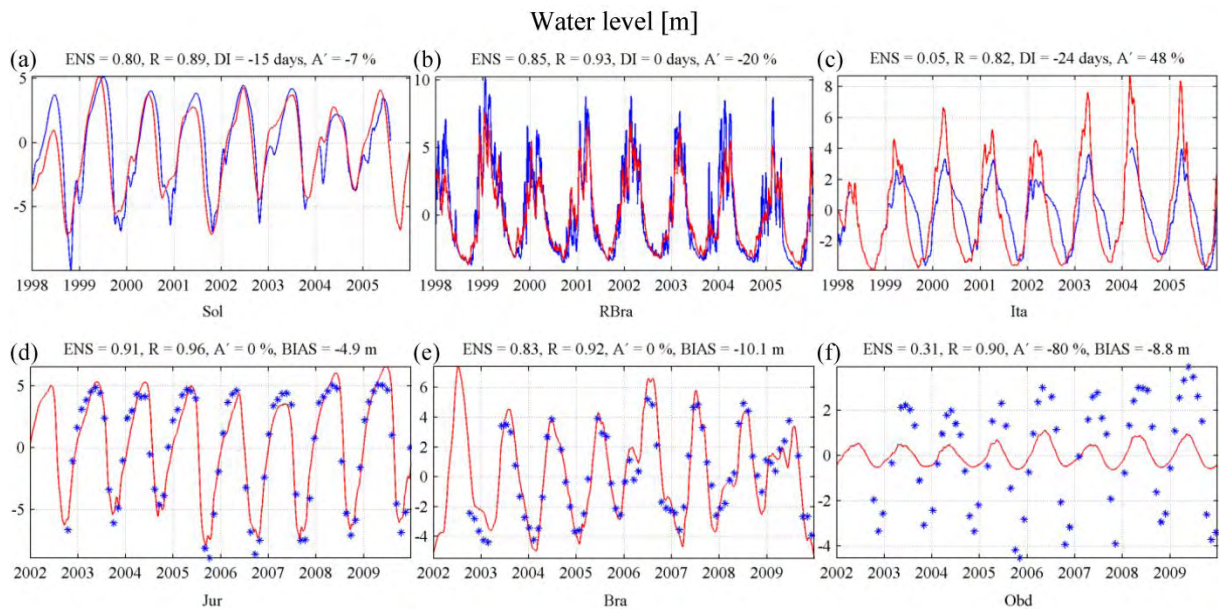 Water level [m]
(a) ENS = 0.80, R = 0.89, DI = -15 days, A´ = -7 %
5
0
-5
1998 1999 2000 2001 2002 2003 2004 2005
Sol
(b) ENS = 0.85, R = 0.93, DI = 0 days, A´ = -20 %
10
5
0
1998 1999 2000 2001 2002 2003 2004 2005
RBra
(c) ENS = 0.05, R = 0.82, DI = -24 days, A´ = 48 %
8
6
4
2
0
-2
1998 1999 2000 2001 2002 2003 2004 2005
Ita
(d) ENS = 0.91, R = 0.96, A´ = 0 %, BIAS = -4.9 m
5
0
-5
2002 2003 2004 2005 2006 2007 2008 2009
Jur
(e) ENS = 0.83, R = 0.92, A´ = 0 %, BIAS = -10.1 m
6
4
2
0
-2
-4
2002 2003 2004 2005 2006 2007 2008 2009
Bra
(f) ENS = 0.31, R = 0.90, A´ = -80 %, BIAS = -8.8 m
2
0
-2
-4
2002 2003 2004 2005 2006 2007 2008 2009
Obd